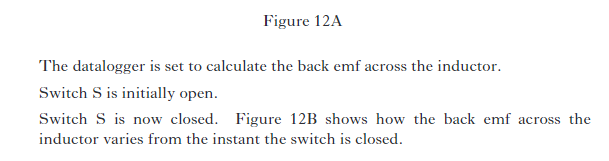 Figure 12A
The datalogger is set to calculate the back emf across the inductor.
Switch S is initially open.
Switch S is now closed. Figure 12B shows how the back emf across the
inductor varies from the instant the switch is closed.